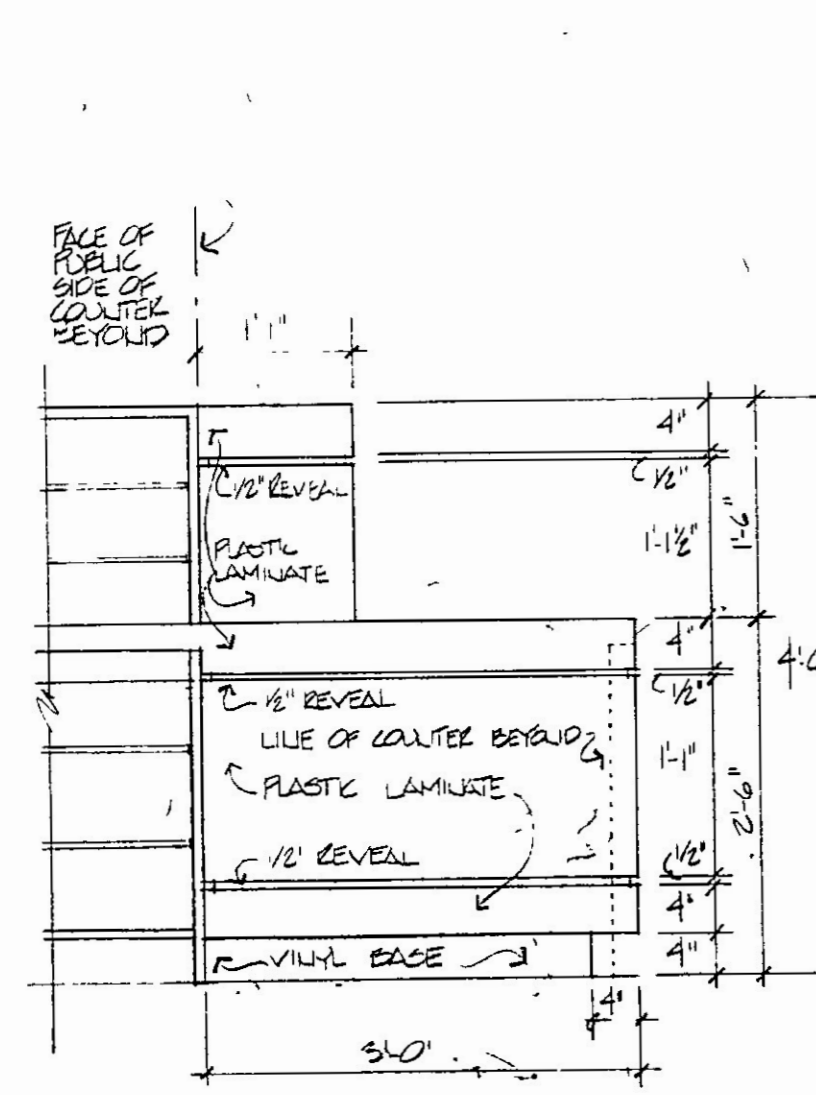 FACE OF
PUBLIC
SIDE OF
COUNTER
BEYOND
1'1"
4"
1/2" REVEAL
1/2"
1'-1 1/2"
1'-6"
PLASTIC
LAMINATE
4"
1/2" REVEAL
1/2"
LINE OF COUNTER BEYOND
1'-1"
PLASTIC LAMINATE
2'-6"
1/2' REVEAL
1/2"
4"
VINYL BASE
4"
4"
3'-0'